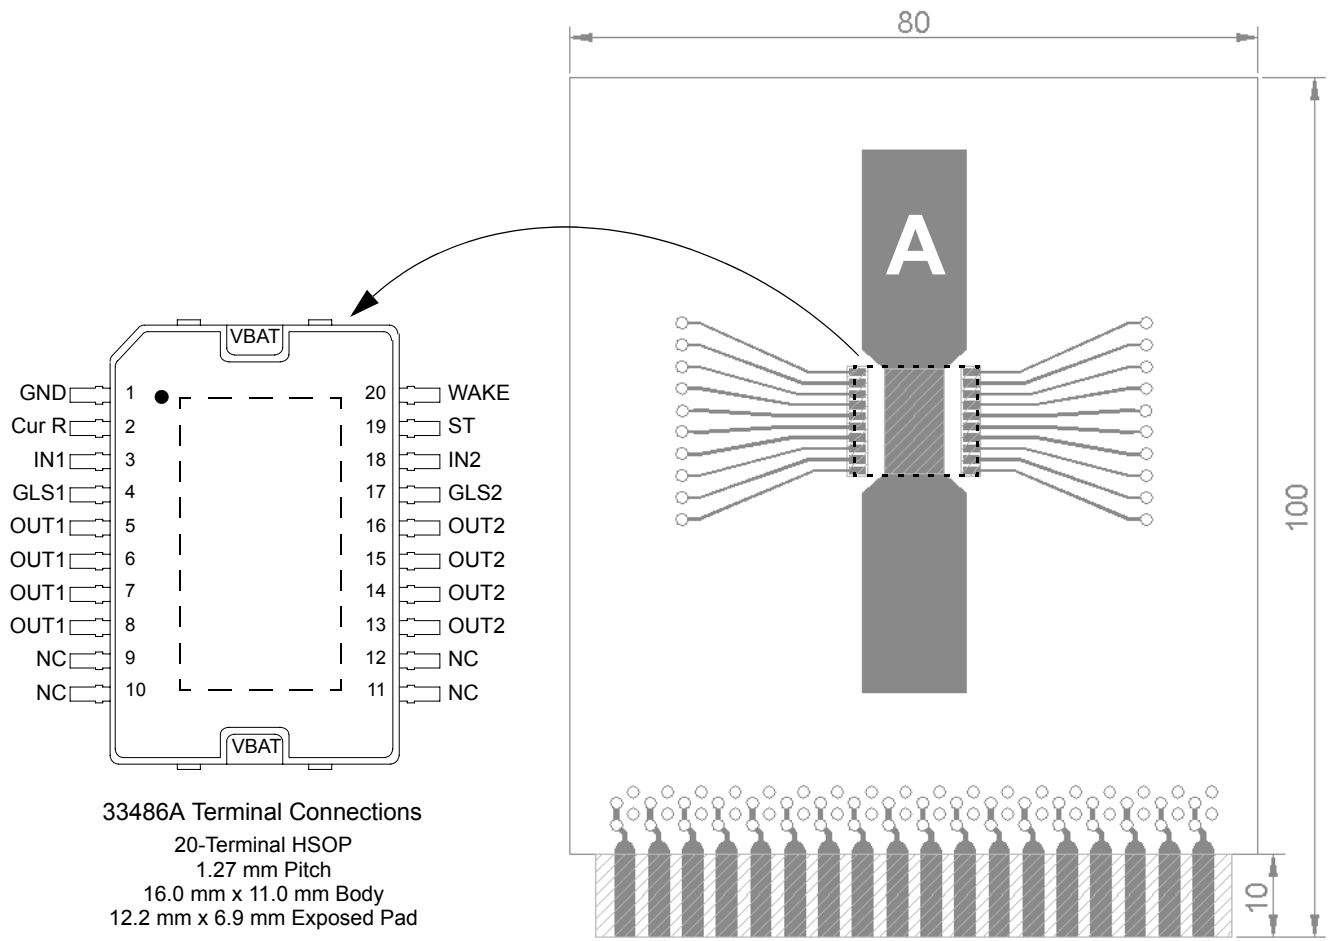 80
A
100
10
VBAT
GND 1 20 WAKE
Cur R 2 19 ST
IN1 3 18 IN2
GLS1 4 17 GLS2
OUT1 5 16 OUT2
OUT1 6 15 OUT2
OUT1 7 14 OUT2
OUT1 8 13 OUT2
NC 9 12 NC
NC 10 11 NC
VBAT
33486A Terminal Connections
20-Terminal HSOP
1.27 mm Pitch
16.0 mm x 11.0 mm Body
12.2 mm x 6.9 mm Exposed Pad